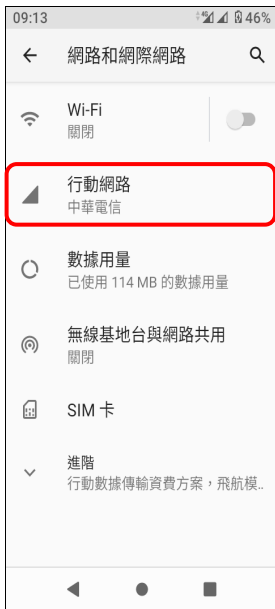 09:13
4G 46%
網路和網際網路
Wi-Fi
關閉
行動網路
中華電信
數據用量
已使用 114 MB 的數據用量
無線基地台與網路共用
關閉
SIM 卡
進階
行動數據傳輸資費方案，飛航模..